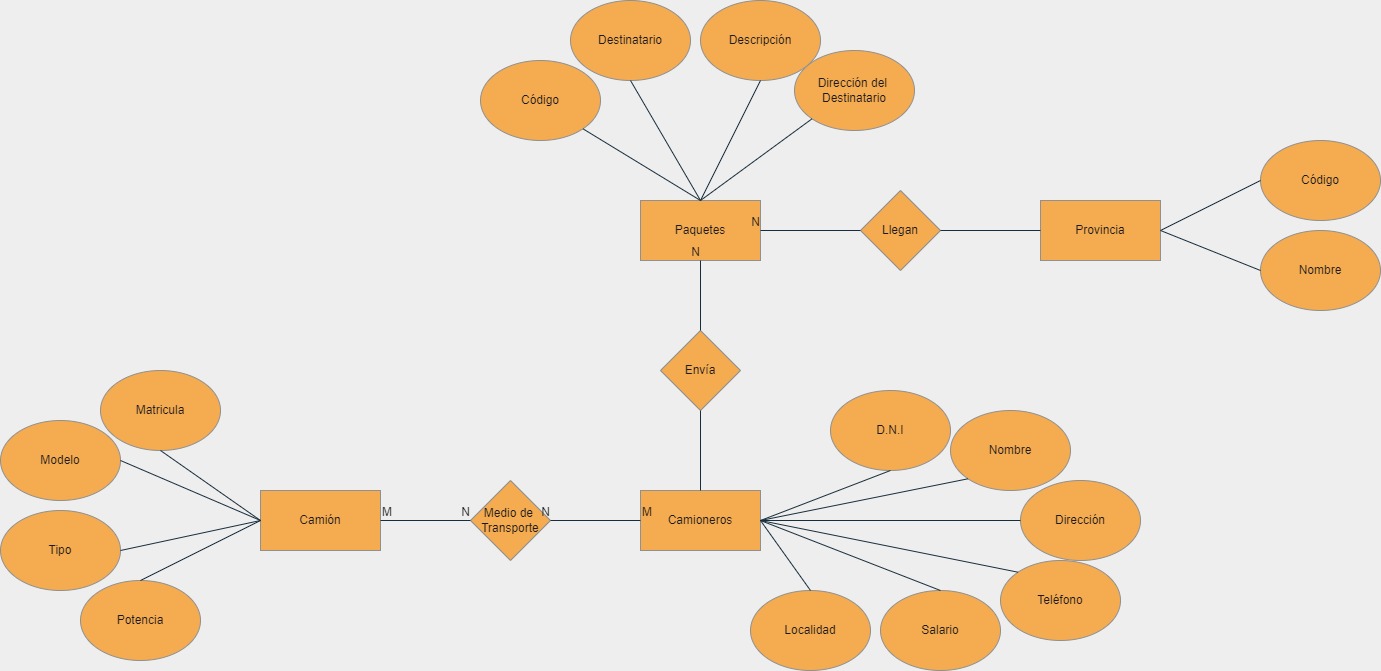 Destinatario
Descripción
Código
Dirección del
Destinatario
Código
N
Paquetes
Llegan
Provincia
N
Nombre
Envía
Matricula
D.N.I
Modelo
Nombre
M
N
Medio de
Transporte
N
M
Camión
Camioneros
Dirección
Tipo
Teléfono
Potencia
Localidad
Salario